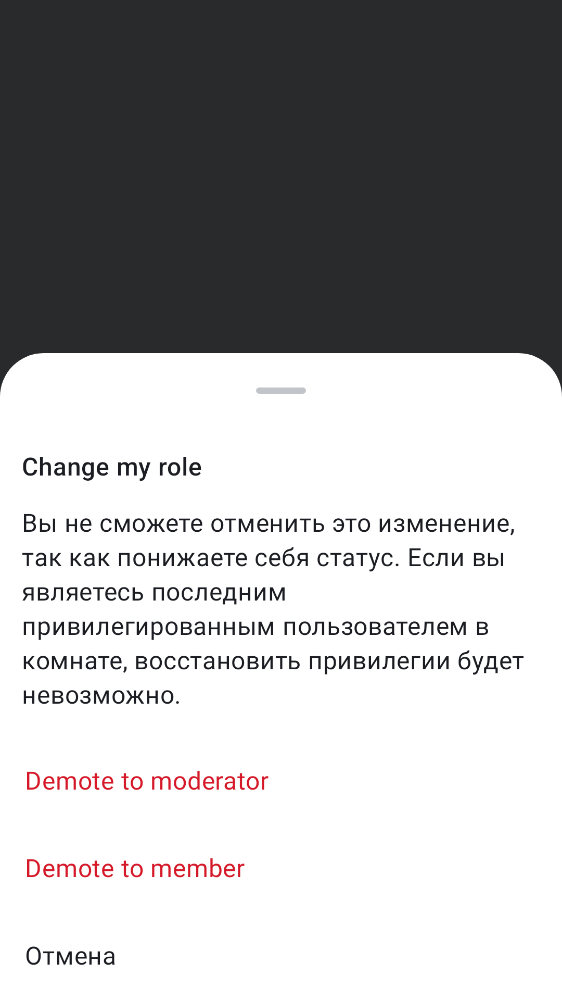 Change my role
Вы не сможете отменить это изменение,
так как понижаете себя статус. Если вы
являетесь последним
привилегированным пользователем в
комнате, восстановить привилегии будет
невозможно.
Demote to moderator
Demote to member
Отмена